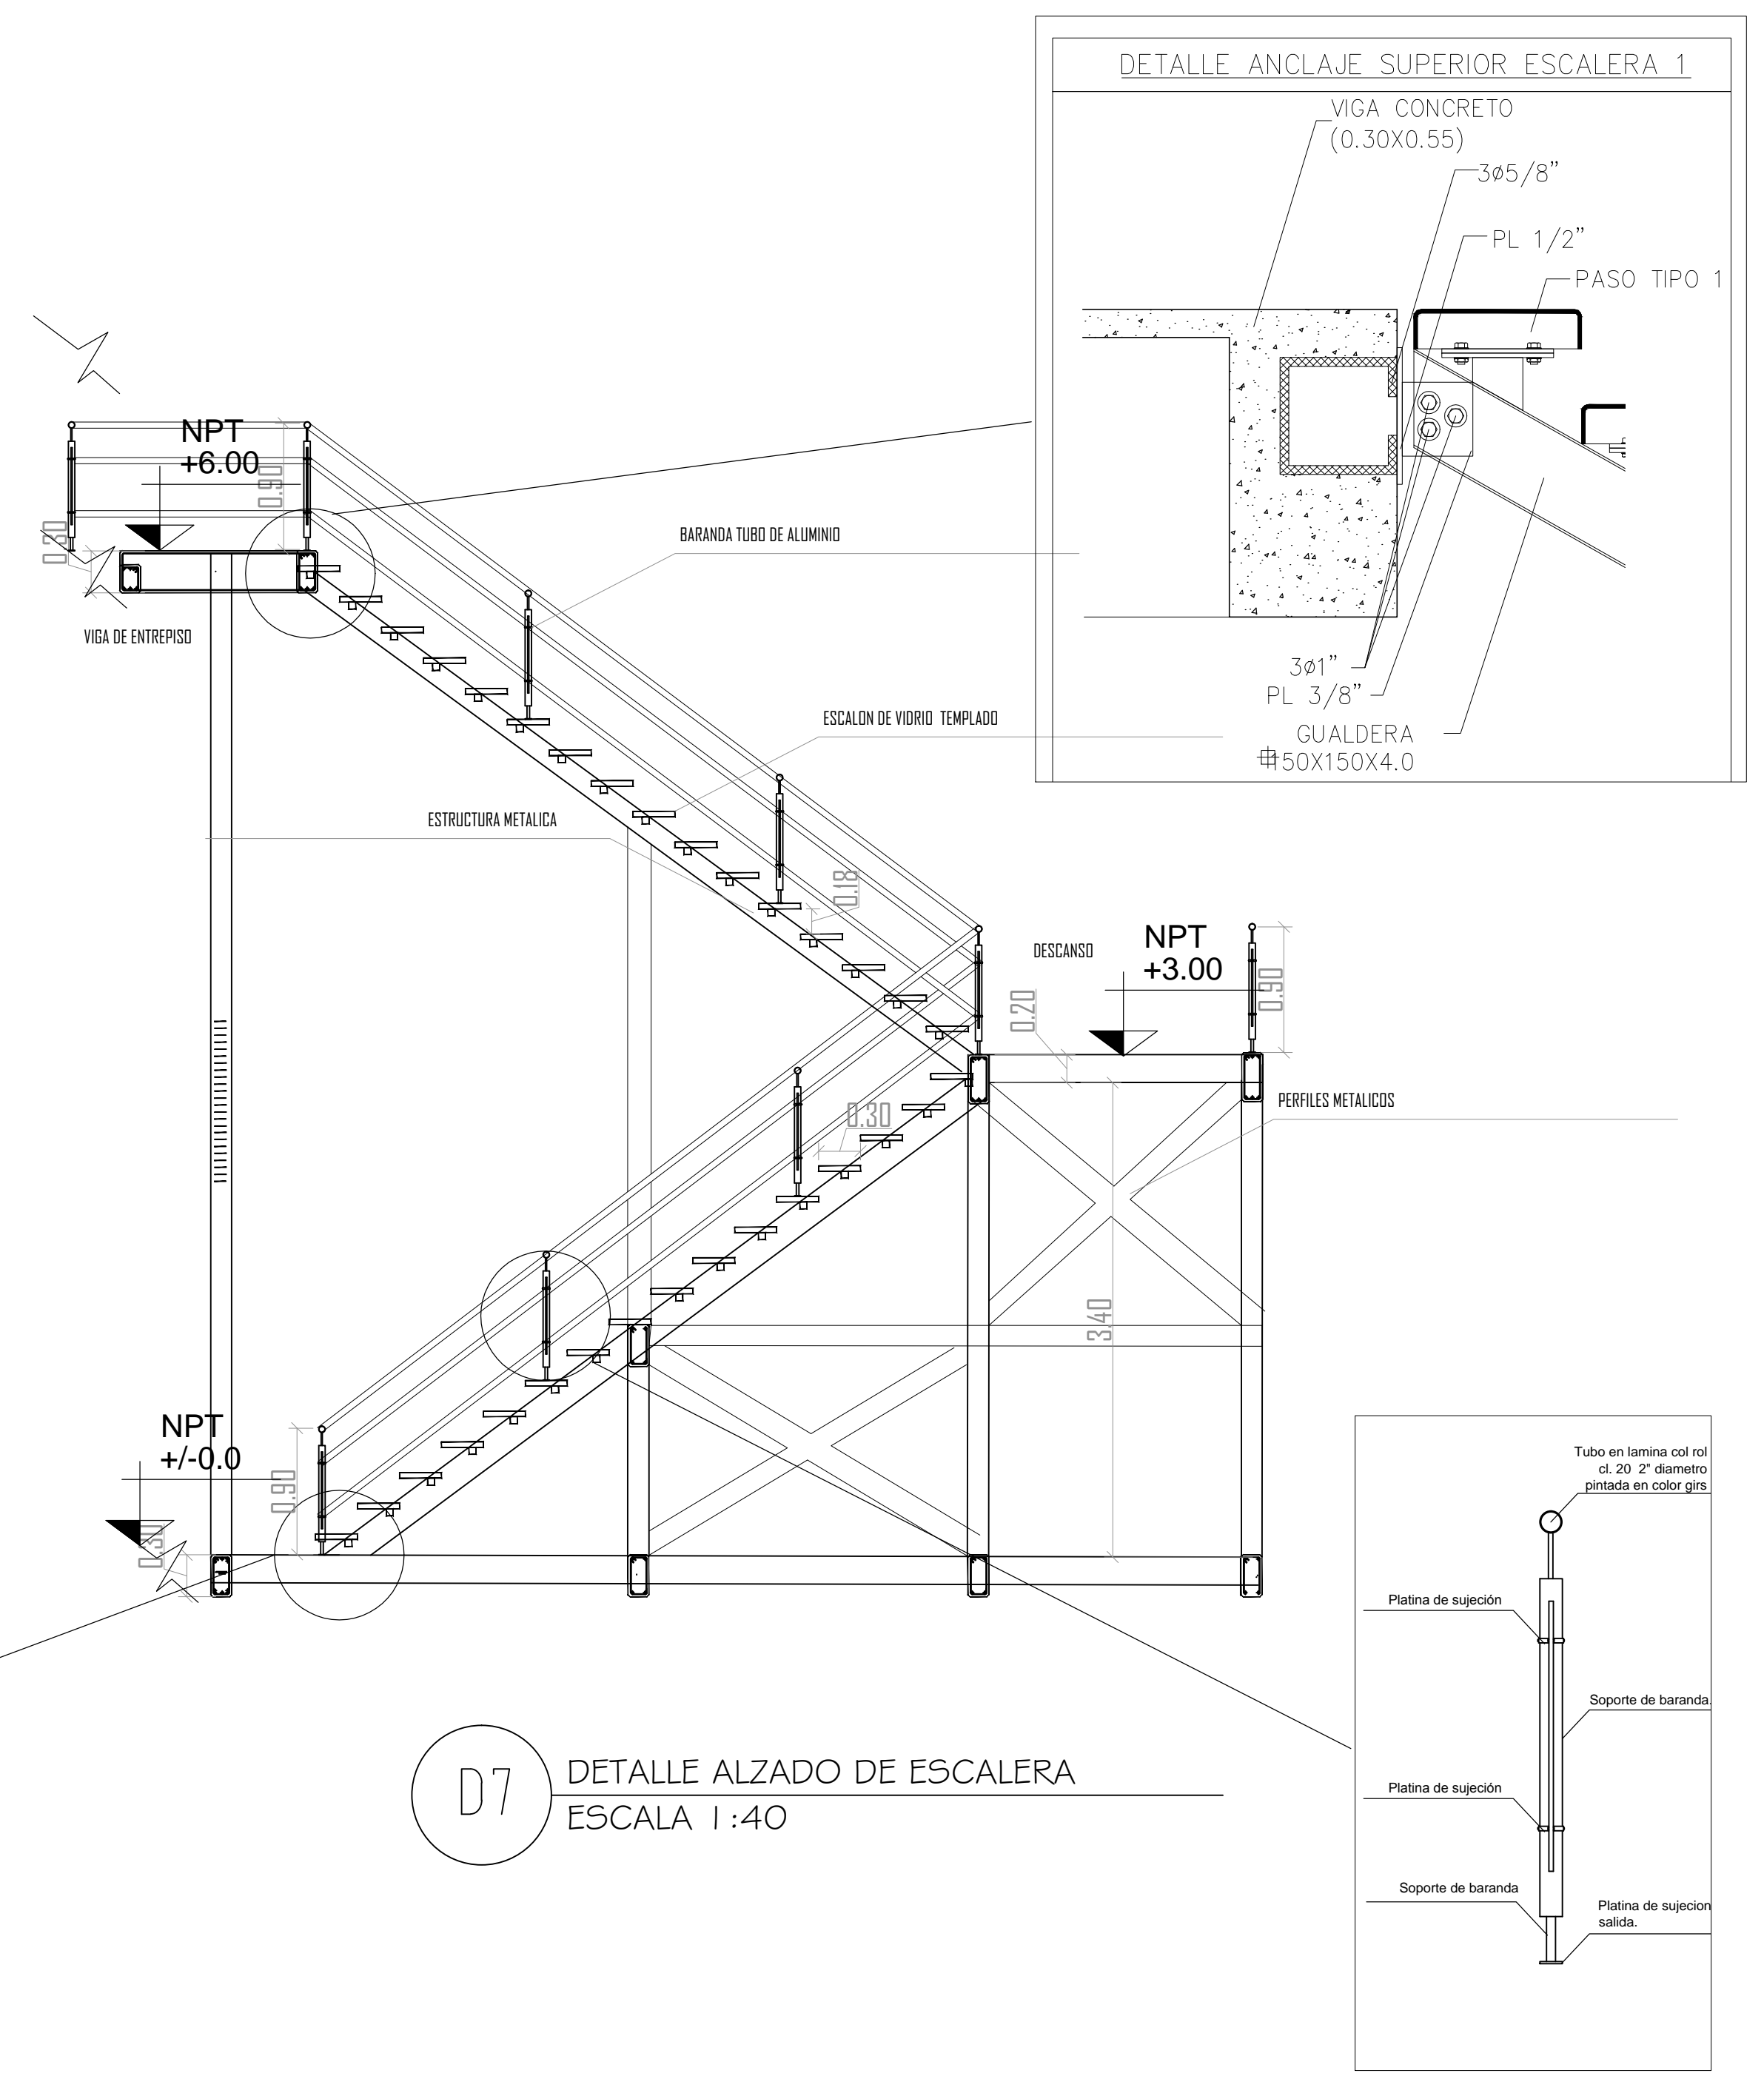 DETALLE ANCLAJE SUPERIOR ESCALERA 1
VIGA CONCRETO
(0.30X0.55)
3ø5/8”
PL 1/2”
PASO TIPO 1
3ø1”
PL 3/8”
GUALDERA
150X150X4.0
NPT
+6.00
0.90
0.30
VIGA DE ENTREPISO
BARANDA TUBO DE ALUMINIO
ESCALON DE VIDRIO TEMPLADO
ESTRUCTURA METALICA
0.18
DESCANSO
NPT
+3.00
0.20
0.90
0.30
PERFILES METALICOS
3.40
NPT
+/-0.0
0.90
0.30
Tubo en lamina col rol
cl. 20 2" diametro
pintada en color girs
Platina de sujeción
Soporte de baranda.
Platina de sujeción
Soporte de baranda
Platina de sujecion
salida.
D7
DETALLE ALZADO DE ESCALERA
ESCALA 1:40